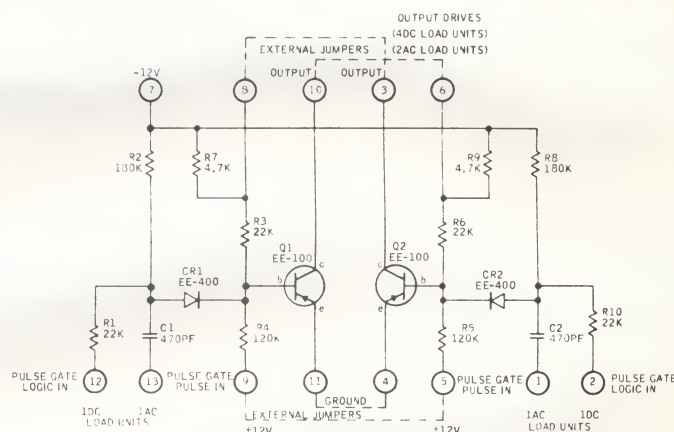 OUTPUT DRIVES
(4DC LOAD UNITS)
EXTERNAL JUMPERS (2AC LOAD UNITS)
OUTPUT OUTPUT
-12V
7 8 10 3 6
R2 180K
R7 4.7K
R9 4.7K
R8 180K
R3 22K
R6 22K
Q1 EE-100
Q2 EE-100
c c
CR1 EE-400
b b
CR2 EE-400
e e
R1 22K
C1 470PF
R4 120K
R5 120K
C2 470PF
R10 22K
PULSE GATE LOGIC IN
12 13
PULSE GATE PULSE IN
9 11 4 5
PULSE GATE PULSE IN
1 2
PULSE GATE LOGIC IN
GROUND
1DC 1AC
LOAD UNITS
EXTERNAL JUMPERS
1AC 1DC
LOAD UNITS
+12V +12V